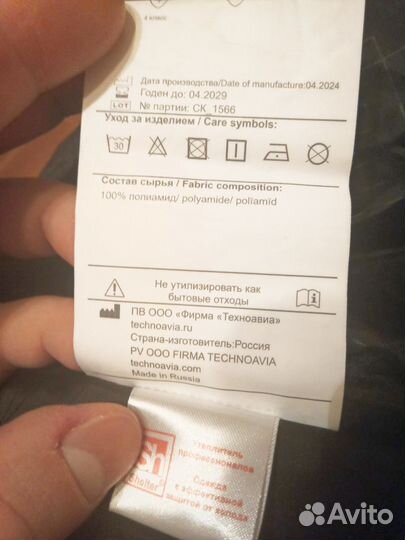 4 класс
Дата производства/Date of manufacture:04.2024
Годен до: 04.2029
LOT № партии: СК_1566
Уход за изделием / Care symbols:
30
Состав сырья / Fabric composition:
100% полиамид/ polyamide/ poliamid
Не утилизировать как
бытовые отходы
ПВ ООО «Фирма «Техноавиа»
technoavia.ru
Страна-изготовитель:Россия
PV OOO FIRMA TECHNOAVIA
technoavia.com
Made in Russia
Sh
Shelter®
Утеплитель
профессионалов
Одежда
с эффективной
защитой от холода
Avito